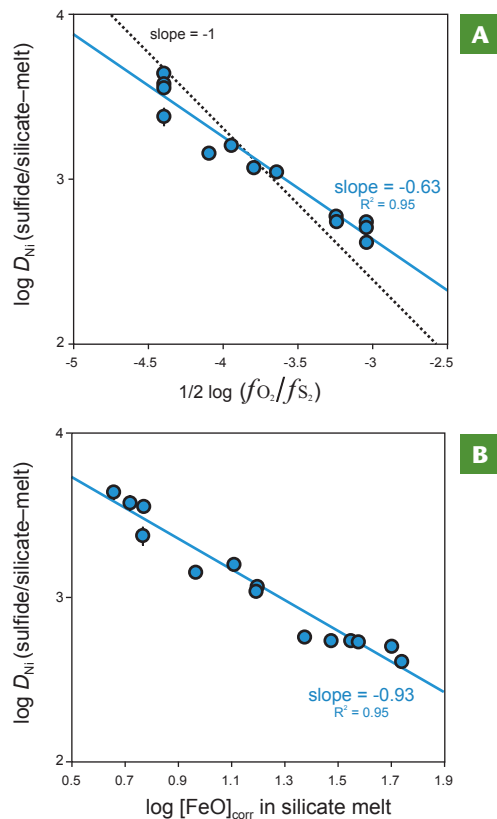 A
4
3
2
log D_Ni (sulfide/silicate–melt)
slope = -1
slope = -0.63
R² = 0.95
-5 -4.5 -4 -3.5 -3 -2.5
1/2 log (fO₂/fS₂)
B
4
3
2
log D_Ni (sulfide/silicate–melt)
slope = -0.93
R² = 0.95
0.5 0.7 0.9 1.1 1.3 1.5 1.7 1.9
log [FeO]corr in silicate melt